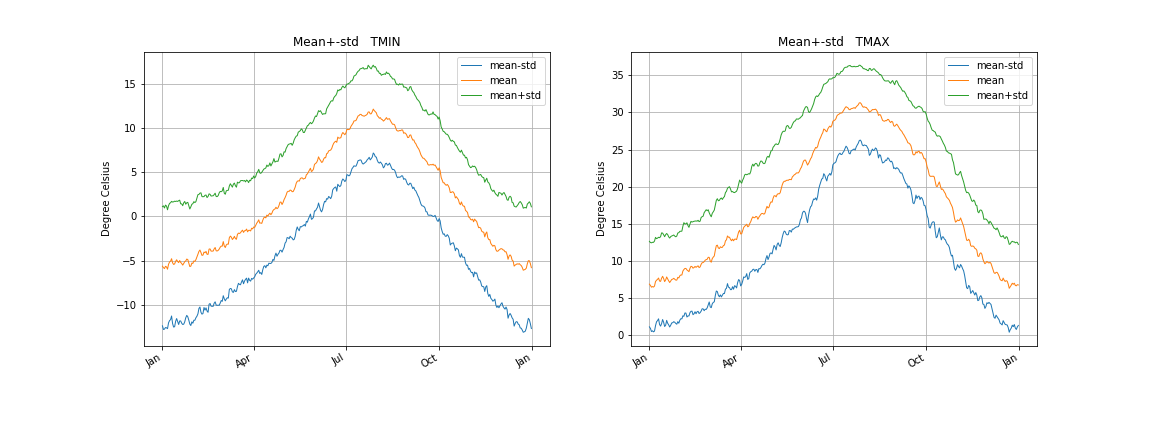 Mean+-std   TMIN
mean-std
mean
mean+std
Degree Celsius
15
10
5
0
−5
−10
Jan
Apr
Jul
Oct
Jan
Mean+-std   TMAX
mean-std
mean
mean+std
Degree Celsius
35
30
25
20
15
10
5
0
Jan
Apr
Jul
Oct
Jan